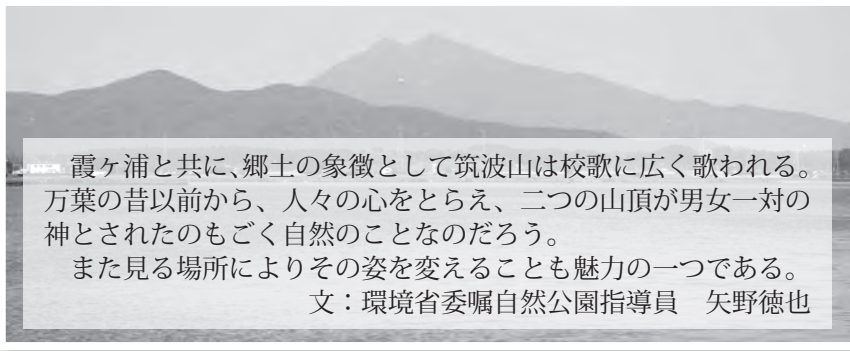 霞ヶ浦と共に、郷土の象徴として筑波山は校歌に広く歌われる。
万葉の昔以前から、人々の心をとらえ、二つの山頂が男女一対の
神とされたのもごく自然のことなのだろう。
　また見る場所によりその姿を変えることも魅力の一つである。
文：環境省委嘱自然公園指導員　矢野徳也